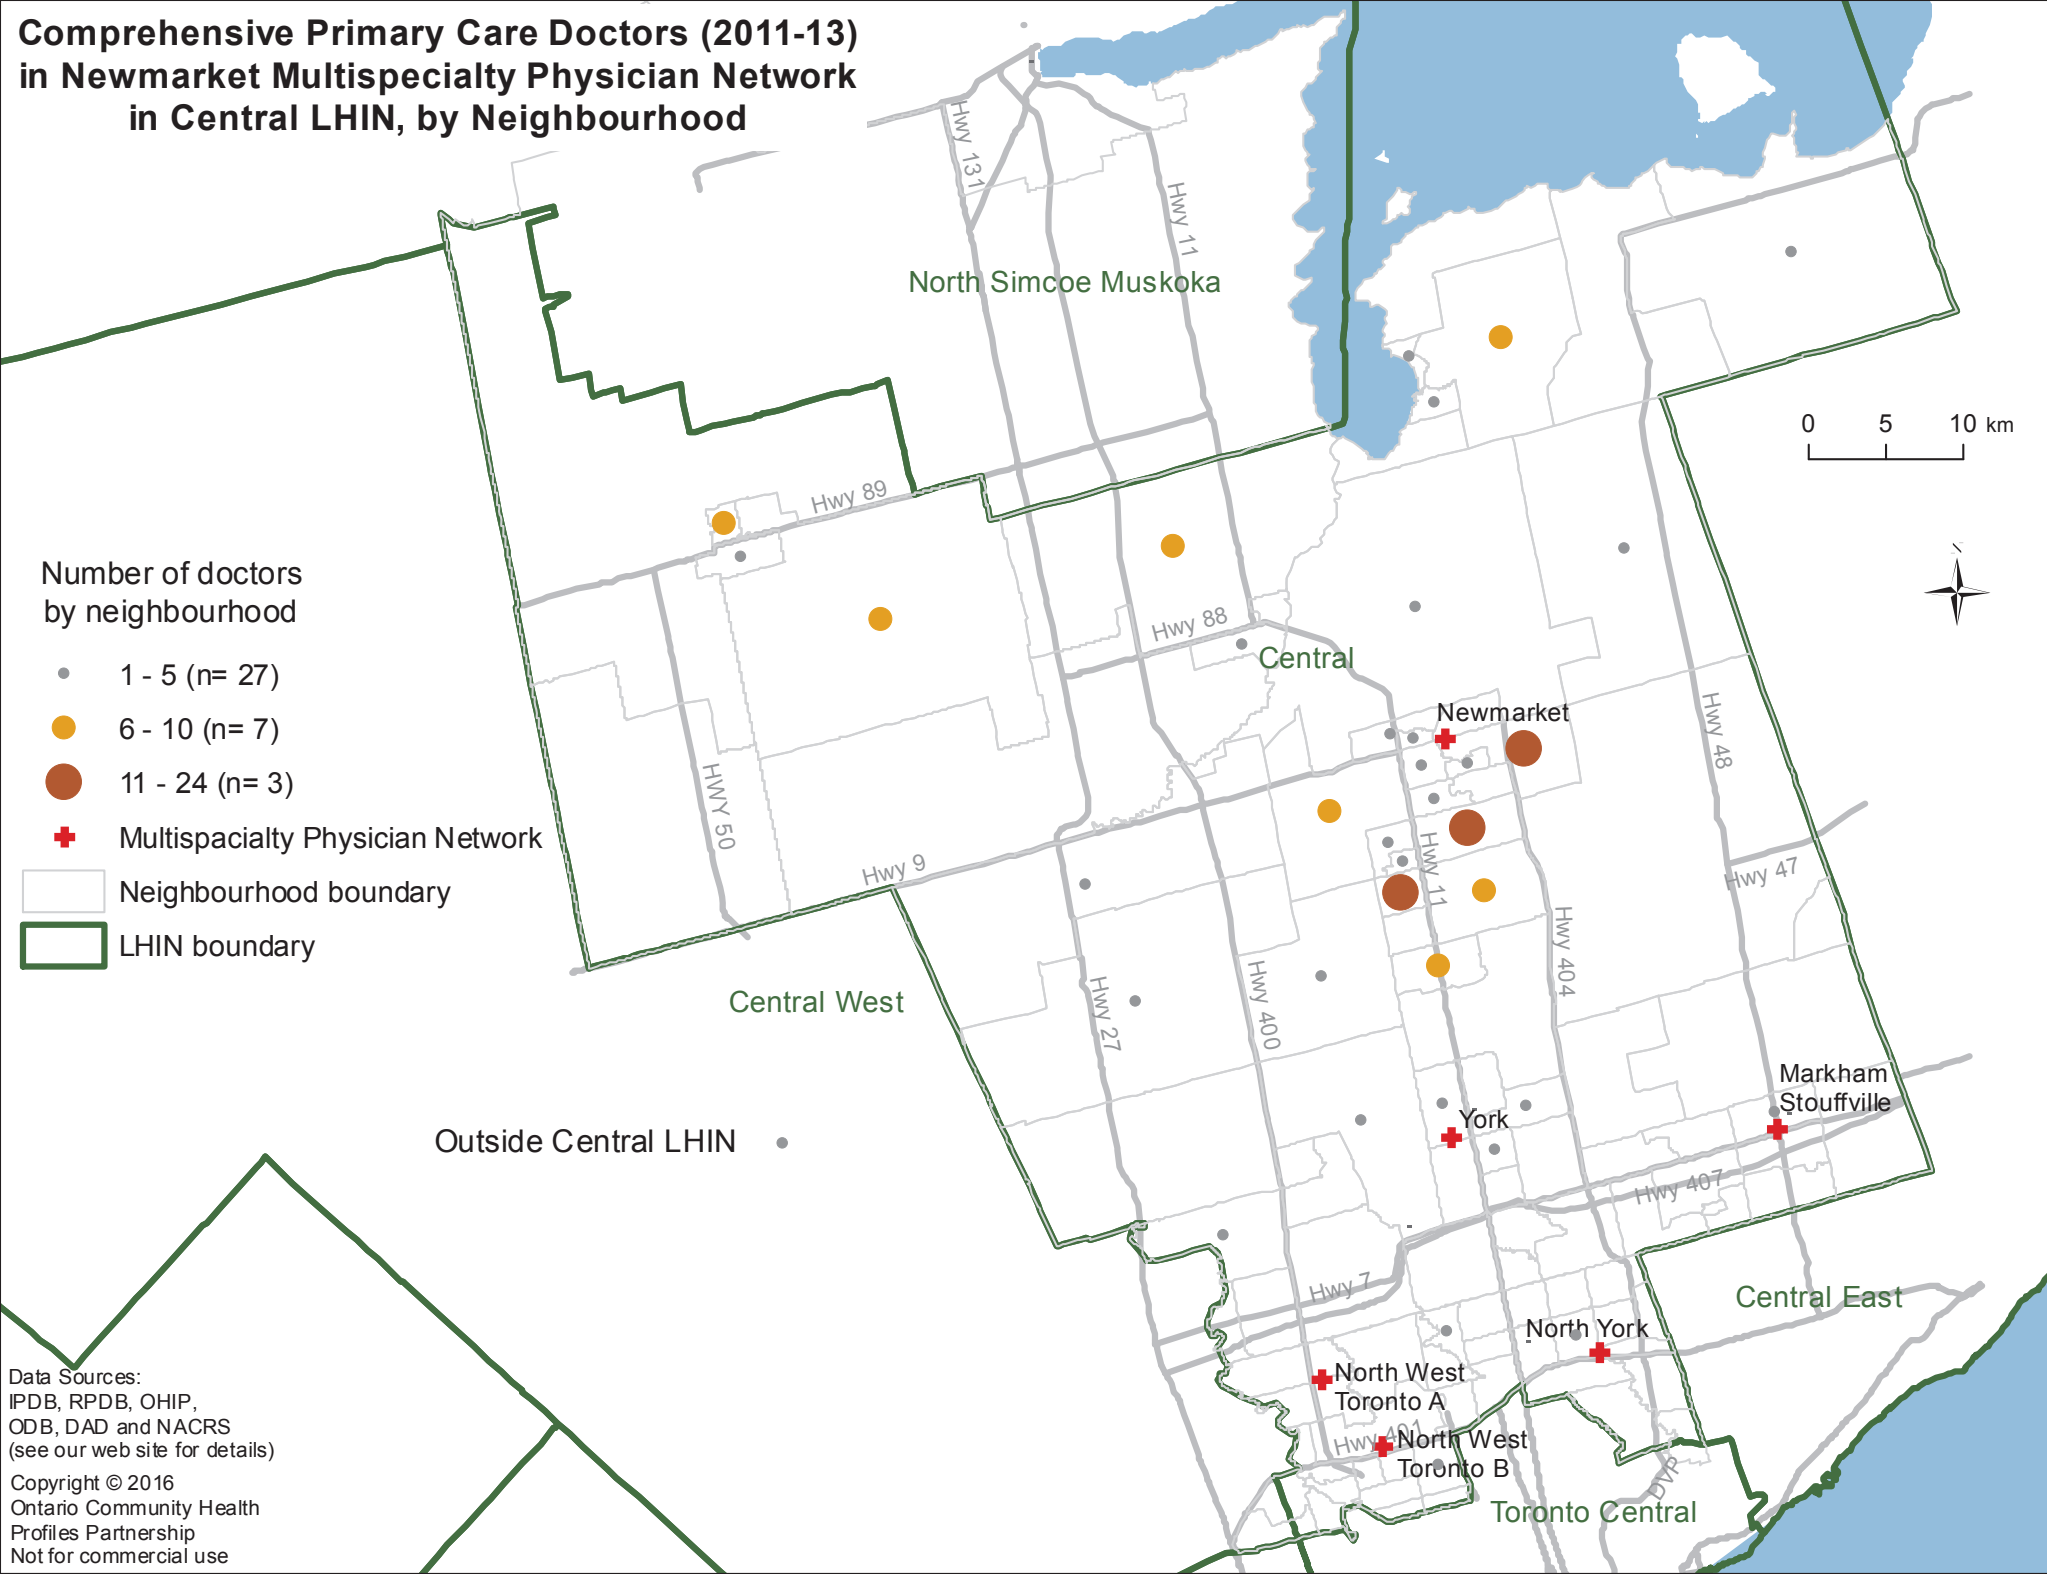 Comprehensive Primary Care Doctors (2011-13)
in Newmarket Multispecialty Physician Network
in Central LHIN, by Neighbourhood
Hwy 131
Hwy 11
North Simcoe Muskoka
0 5 10 km
Hwy 89
N
Number of doctors
by neighbourhood
1 - 5 (n= 27)
6 - 10 (n= 7)
11 - 24 (n= 3)
Multispacialty Physician Network
Neighbourhood boundary
LHIN boundary
Hwy 88
Central
Newmarket
Hwy 48
HWY 50
Hwy 9
Hwy 11
Hwy 47
Hwy 404
Central West
Hwy 27
Hwy 400
Markham
Stouffville
York
Outside Central LHIN
Hwy 407
Hwy 7
Central East
North York
North West
Toronto A
Hwy 401
North West
Toronto B
DVP
Toronto Central
Data Sources:
IPDB, RPDB, OHIP,
ODB, DAD and NACRS
(see our web site for details)
Copyright © 2016
Ontario Community Health
Profiles Partnership
Not for commercial use